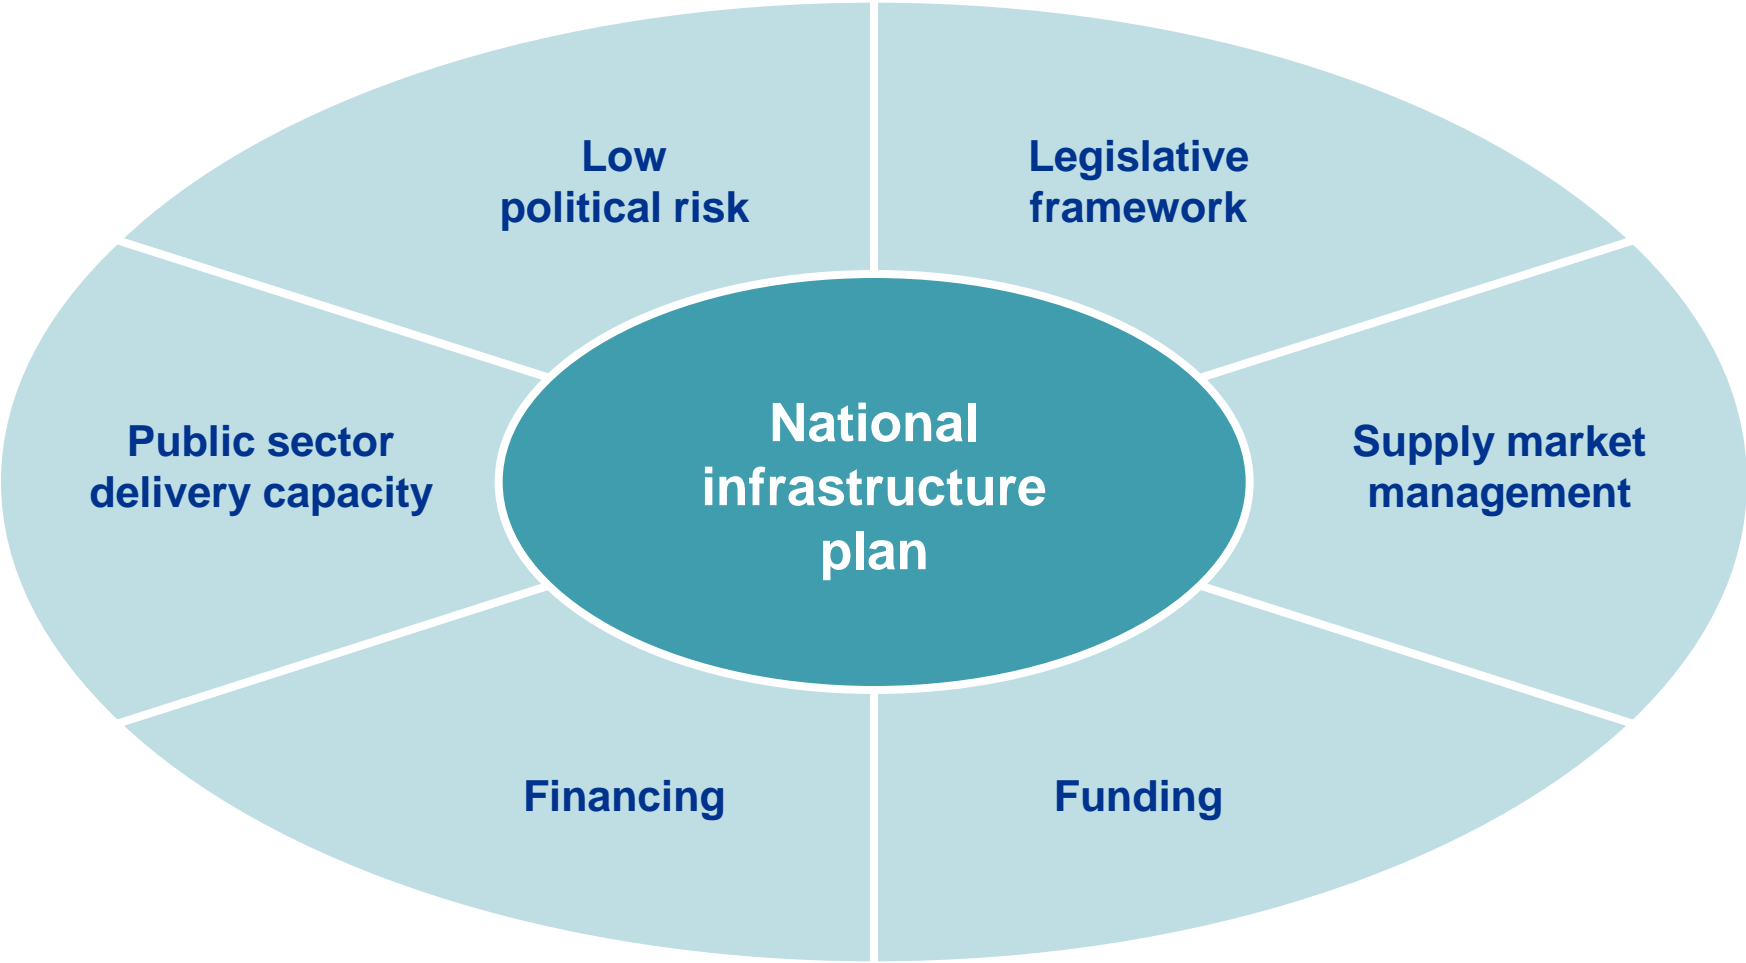 Low
political risk
Legislative
framework
Public sector
delivery capacity
National
infrastructure
plan
Supply market
management
Financing
Funding